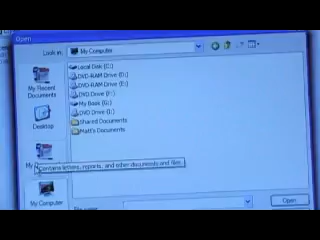 Open
Look in:
My Computer
Local Disk (C:)
DVD-RAM Drive (D:)
DVD-RAM Drive (E:)
DVD Drive (F:)
My Book (G:)
DVD Drive (I:)
Shared Documents
Matt's Documents
My Recent
Documents
Desktop
My
Contains letters, reports, and other documents and files.
My Computer
File name:
Open